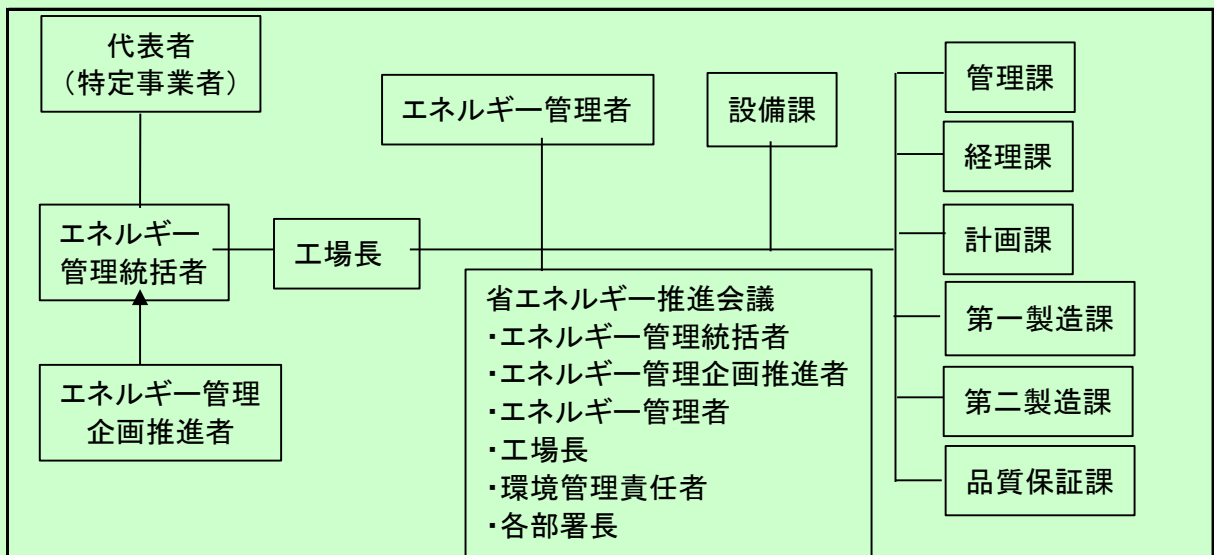 代表者
（特定事業者）
エネルギー管理者
設備課
管理課
経理課
エネルギー
管理統括者
工場長
計画課
省エネルギー推進会議
・エネルギー管理統括者
・エネルギー管理企画推進者
・エネルギー管理者
・工場長
・環境管理責任者
・各部署長
エネルギー管理
企画推進者
第一製造課
第二製造課
品質保証課